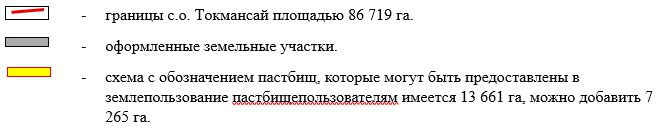 - границы с.о. Токмансай площадью 86 719 га.
- оформленные земельные участки.
- схема с обозначением пастбищ, которые могут быть предоставлены в
землепользование пастбищепользователям имеется 13 661 га, можно добавить 7
265 га.